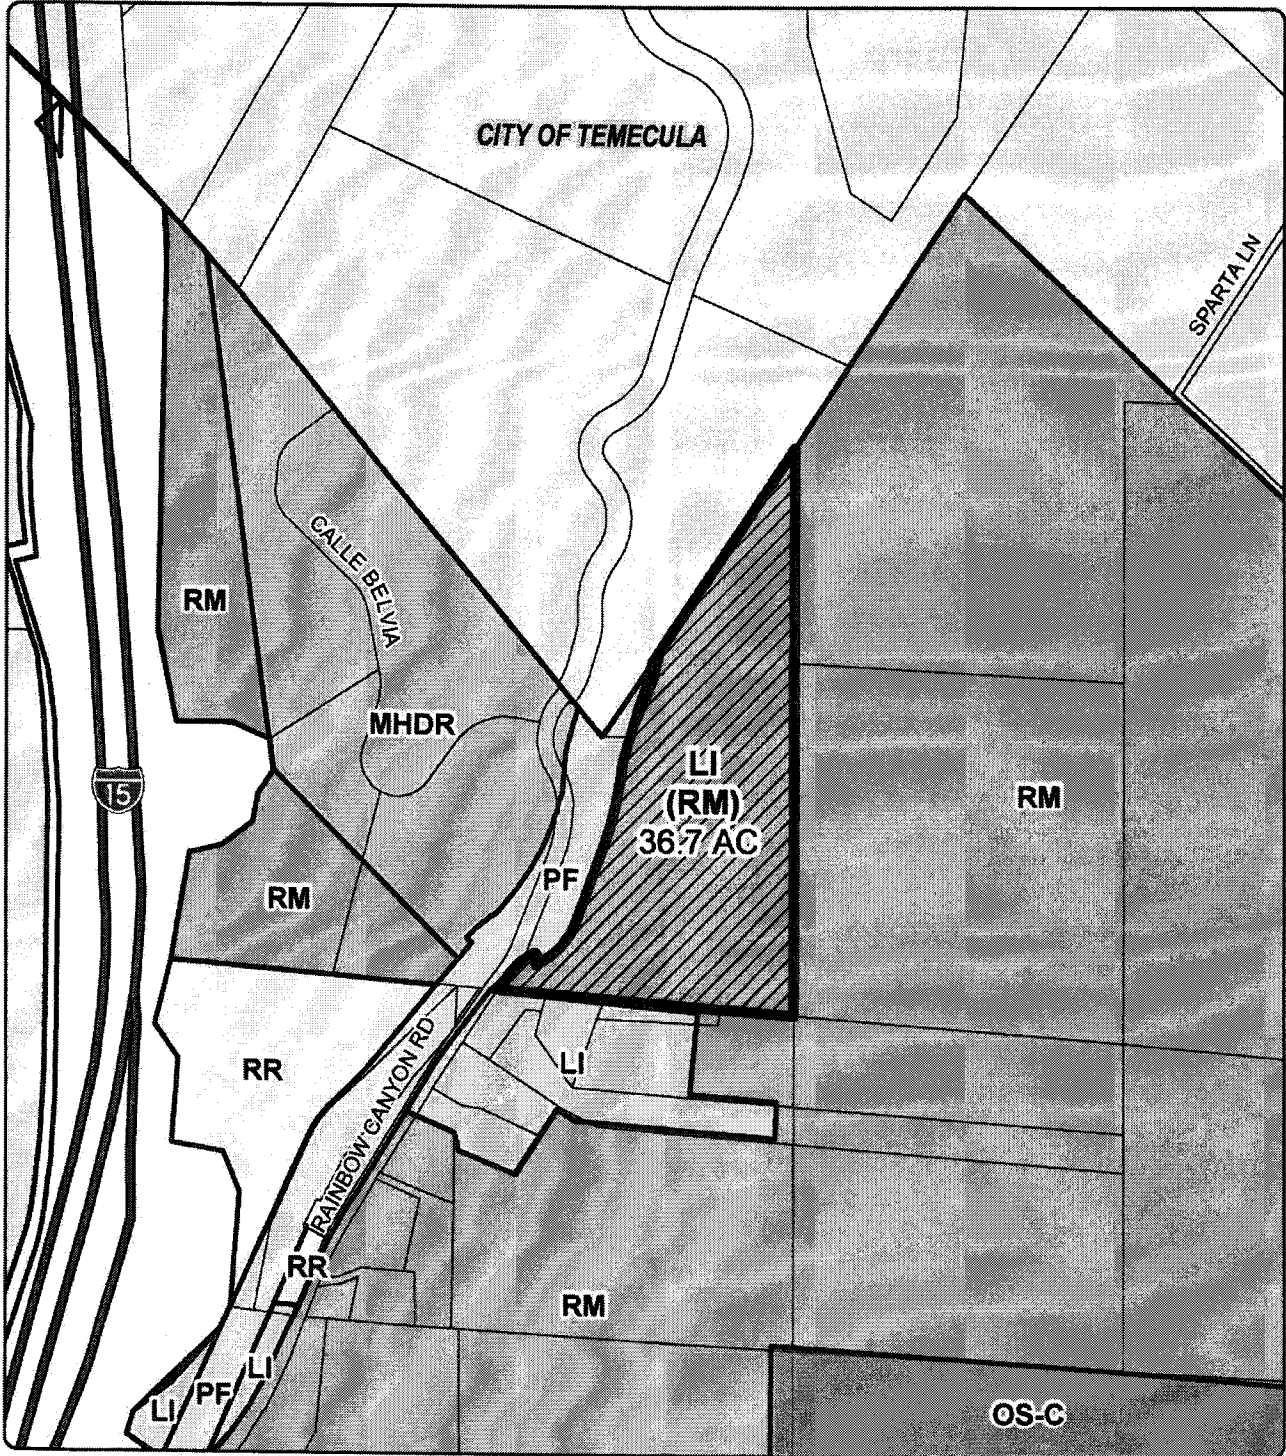 CITY OF TEMECULA
SPARTA LN
CALLE BELVIA
RM
MHDR
15
LI
(RM)
36.7 AC
RM
PF
RM
LI
RR
RAINBOW CANYON RD
RR
RM
LI
PF
LI
OS-C